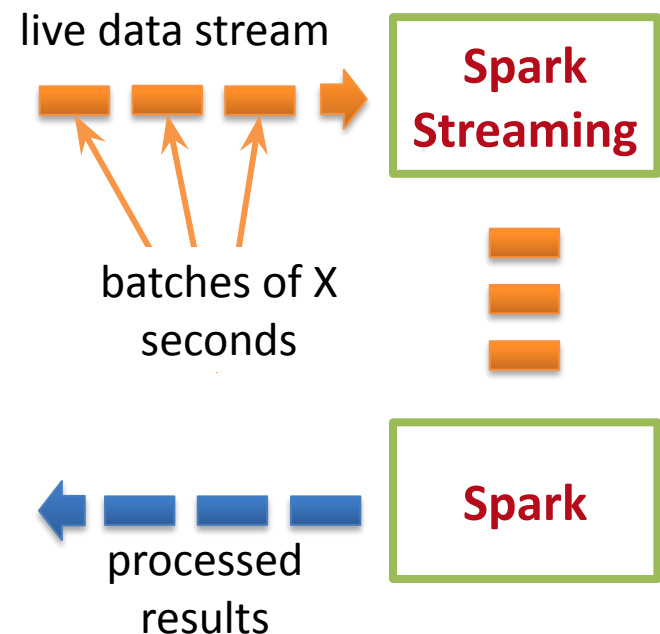 live data stream
Spark
Streaming
batches of X
seconds
Spark
processed
results